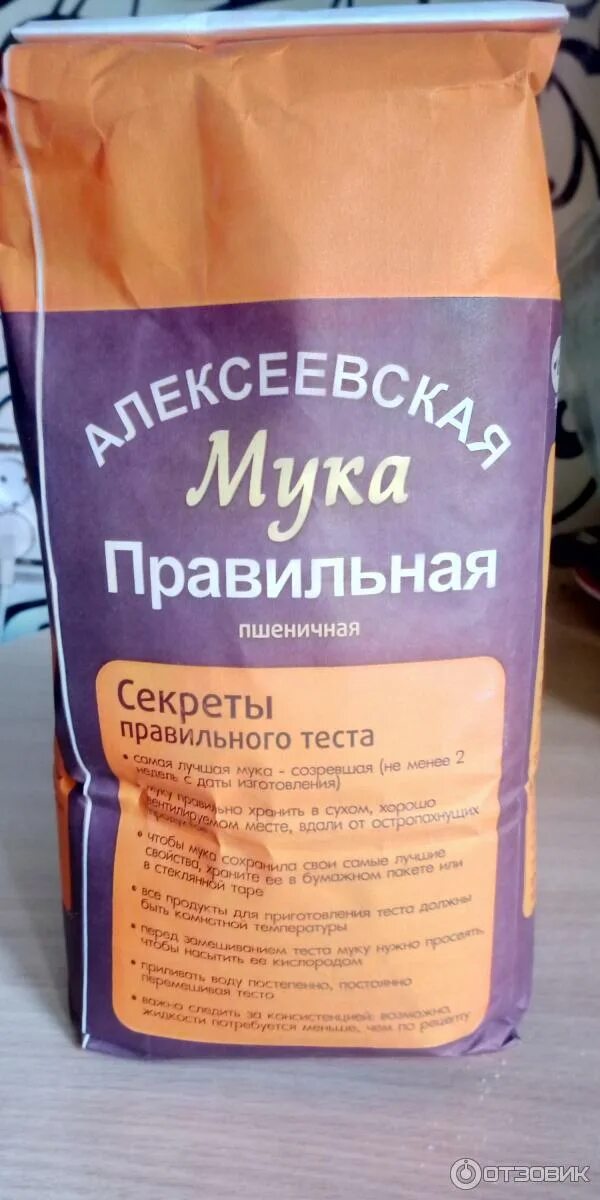 АЛЕКСЕЕВСКАЯ
Мука
Правильная
пшеничная
Секреты
правильного теста
• самая лучшая мука - созревшая (не менее 2
недель с даты изготовления)
муку правильно хранить в сухом, хорошо
вентилируемом месте, вдали от остропахнущих
продуктов
• чтобы мука сохранила свои самые лучшие
свойства, храните ее в бумажном пакете или
в стеклянной таре
• все продукты для приготовления теста должны
быть комнатной температуры
• перед замешиванием теста муку нужно просеять,
чтобы насытить ее кислородом
• приливать воду постепенно, постоянно
перемешивая тесто
• важно следить за консистенцией: возможно,
жидкости потребуется меньше, чем по рецепту
ОТЗОВИК